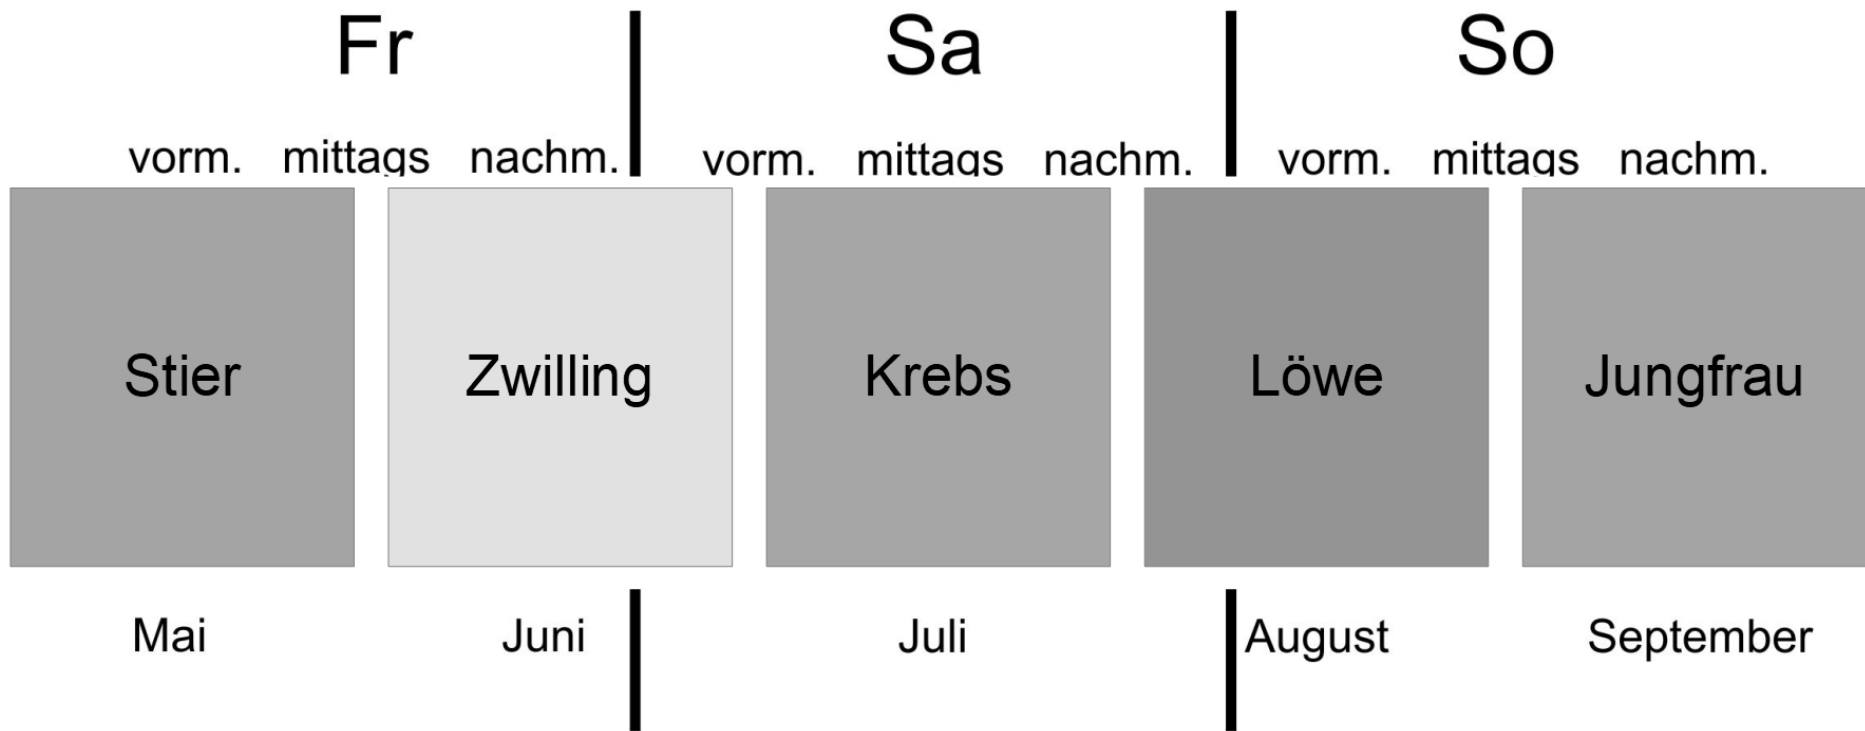 Fr Sa So
vorm. mittags nachm. vorm. mittags nachm. vorm. mittags nachm.
Stier Zwilling Krebs Löwe Jungfrau
Mai Juni Juli August September